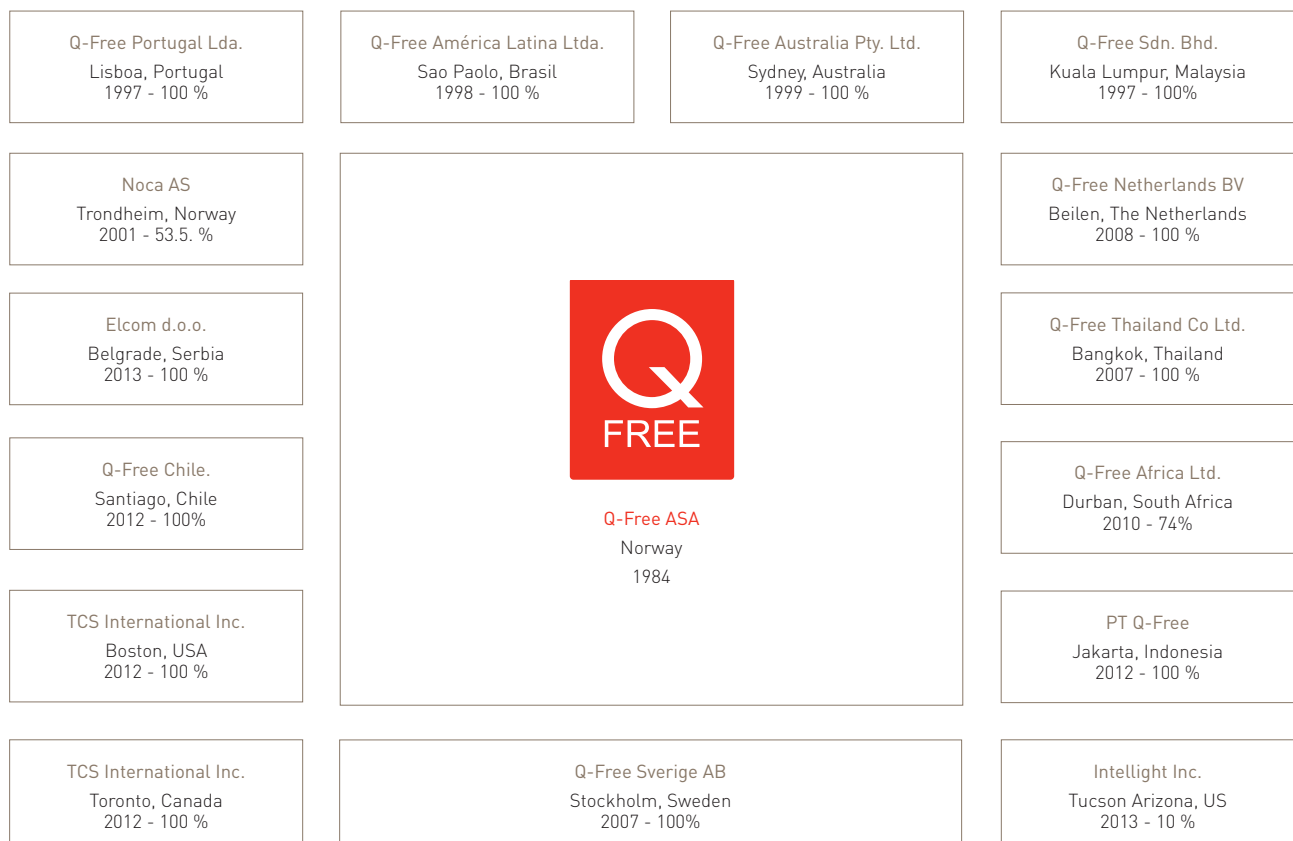 Q-Free Portugal Lda.
Lisboa, Portugal
1997 - 100 %
Q-Free América Latina Ltda.
Sao Paolo, Brasil
1998 - 100 %
Q-Free Australia Pty. Ltd.
Sydney, Australia
1999 - 100 %
Q-Free Sdn. Bhd.
Kuala Lumpur, Malaysia
1997 - 100%
Noca AS
Trondheim, Norway
2001 - 53.5. %
Q-Free Netherlands BV
Beilen, The Netherlands
2008 - 100 %
Elcom d.o.o.
Belgrade, Serbia
2013 - 100 %
Q-Free Thailand Co Ltd.
Bangkok, Thailand
2007 - 100 %
Q
FREE
Q-Free ASA
Norway
1984
Q-Free Chile.
Santiago, Chile
2012 - 100%
Q-Free Africa Ltd.
Durban, South Africa
2010 - 74%
TCS International Inc.
Boston, USA
2012 - 100 %
PT Q-Free
Jakarta, Indonesia
2012 - 100 %
TCS International Inc.
Toronto, Canada
2012 - 100 %
Q-Free Sverige AB
Stockholm, Sweden
2007 - 100%
Intellight Inc.
Tucson Arizona, US
2013 - 10 %